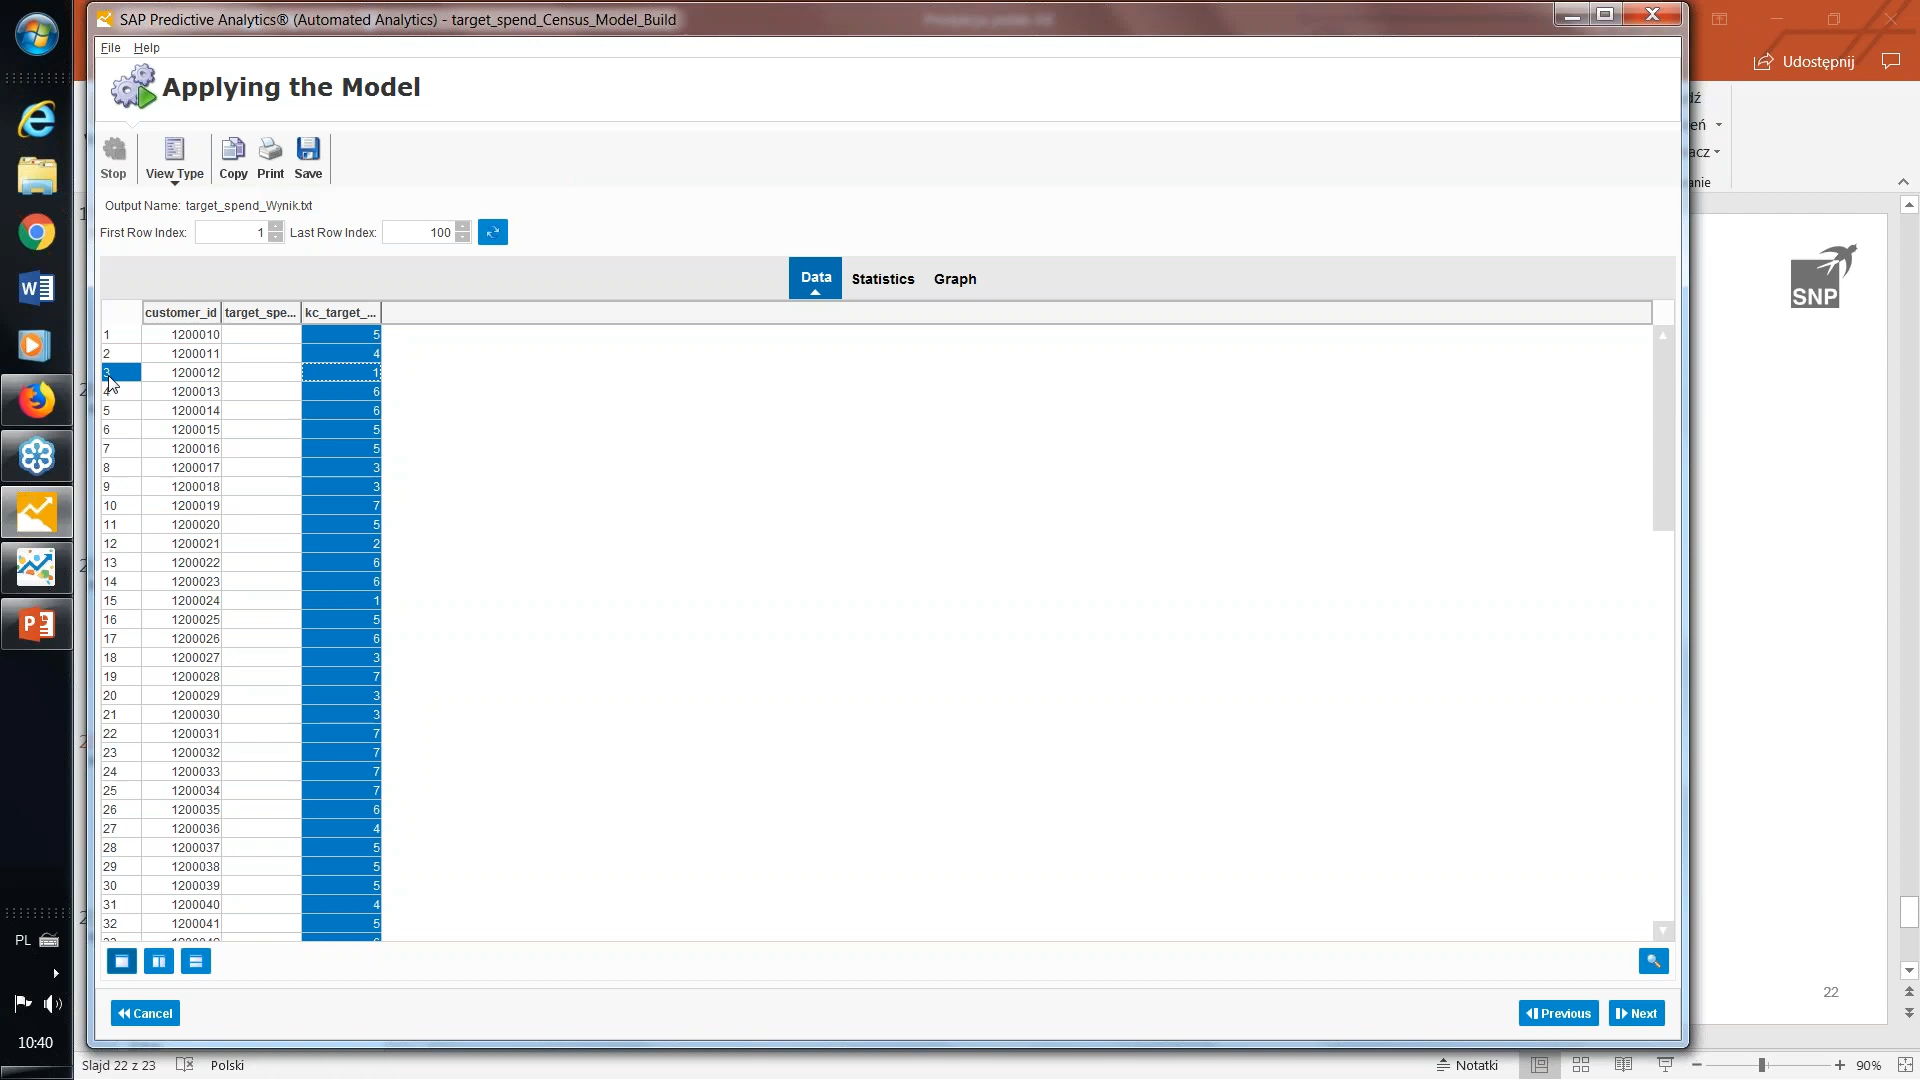 SAP Predictive Analytics® (Automated Analytics) - target_spend_Census_Model_Build
File Help
Applying the Model
Udostępnij
Stop View Type Copy Print Save
Output Name: target_spend_Wynik.txt
First Row Index: 1 Last Row Index: 100
Data Statistics Graph
SNP
customer_id target_spe... kc_target_...
1 1200010 5
2 1200011 4
3 1200012 1
4 1200013 6
5 1200014 6
6 1200015 5
7 1200016 5
8 1200017 3
9 1200018 3
10 1200019 7
11 1200020 5
12 1200021 2
13 1200022 6
14 1200023 6
15 1200024 1
16 1200025 5
17 1200026 6
18 1200027 3
19 1200028 7
20 1200029 3
21 1200030 3
22 1200031 7
23 1200032 7
24 1200033 7
25 1200034 7
26 1200035 6
27 1200036 4
28 1200037 5
29 1200038 5
30 1200039 5
31 1200040 4
32 1200041 5
PL
Cancel Previous Next
22
10:40
Slajd 22 z 23 Polski Notatki 90%